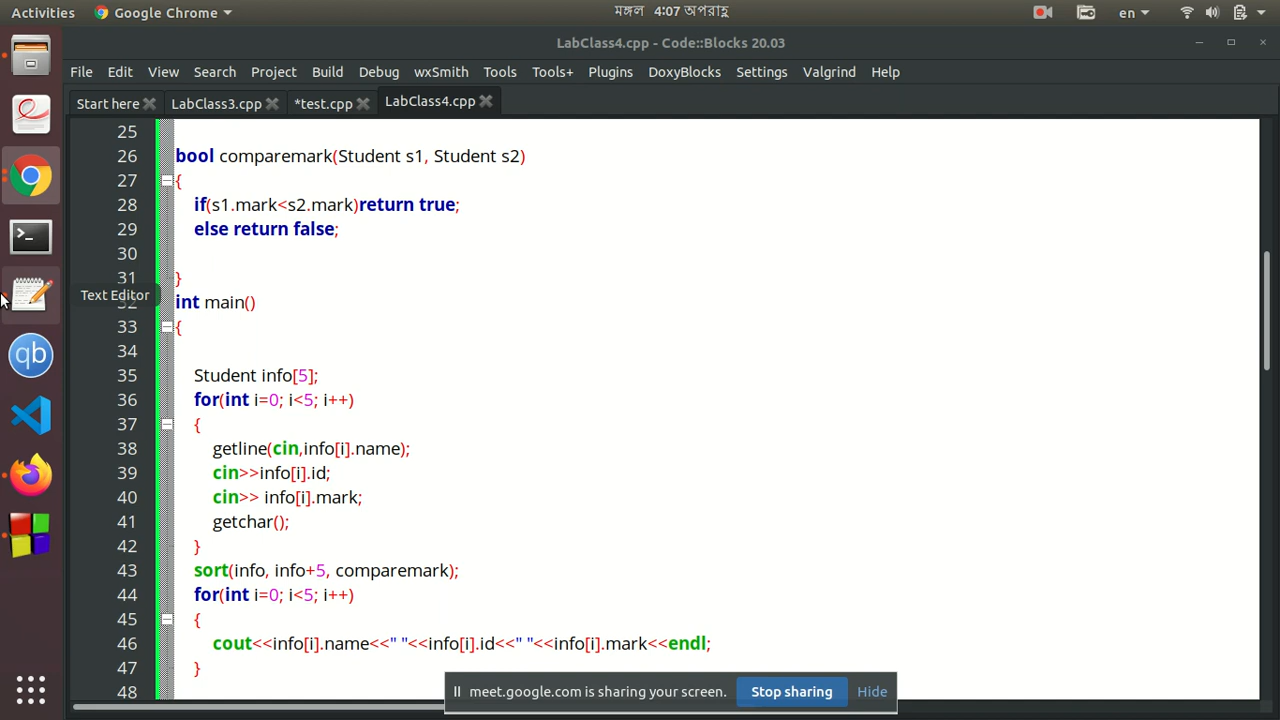 Activities Google Chrome মঙ্গল 4:07 অপরাহ্ণ en
LabClass4.cpp - Code::Blocks 20.03
File Edit View Search Project Build Debug wxSmith Tools Tools+ Plugins DoxyBlocks Settings Valgrind Help
Start here LabClass3.cpp *test.cpp LabClass4.cpp
25
26 bool comparemark(Student s1, Student s2)
27 {
28 if(s1.mark<s2.mark)return true;
29 else return false;
30
31 }
Text Editor
32 int main()
33 {
34
35 Student info[5];
36 for(int i=0; i<5; i++)
37 {
38 getline(cin,info[i].name);
39 cin>>info[i].id;
40 cin>> info[i].mark;
41 getchar();
42 }
43 sort(info, info+5, comparemark);
44 for(int i=0; i<5; i++)
45 {
46 cout<<info[i].name<<" "<<info[i].id<<" "<<info[i].mark<<endl;
47 }
48
meet.google.com is sharing your screen. Stop sharing Hide
qb